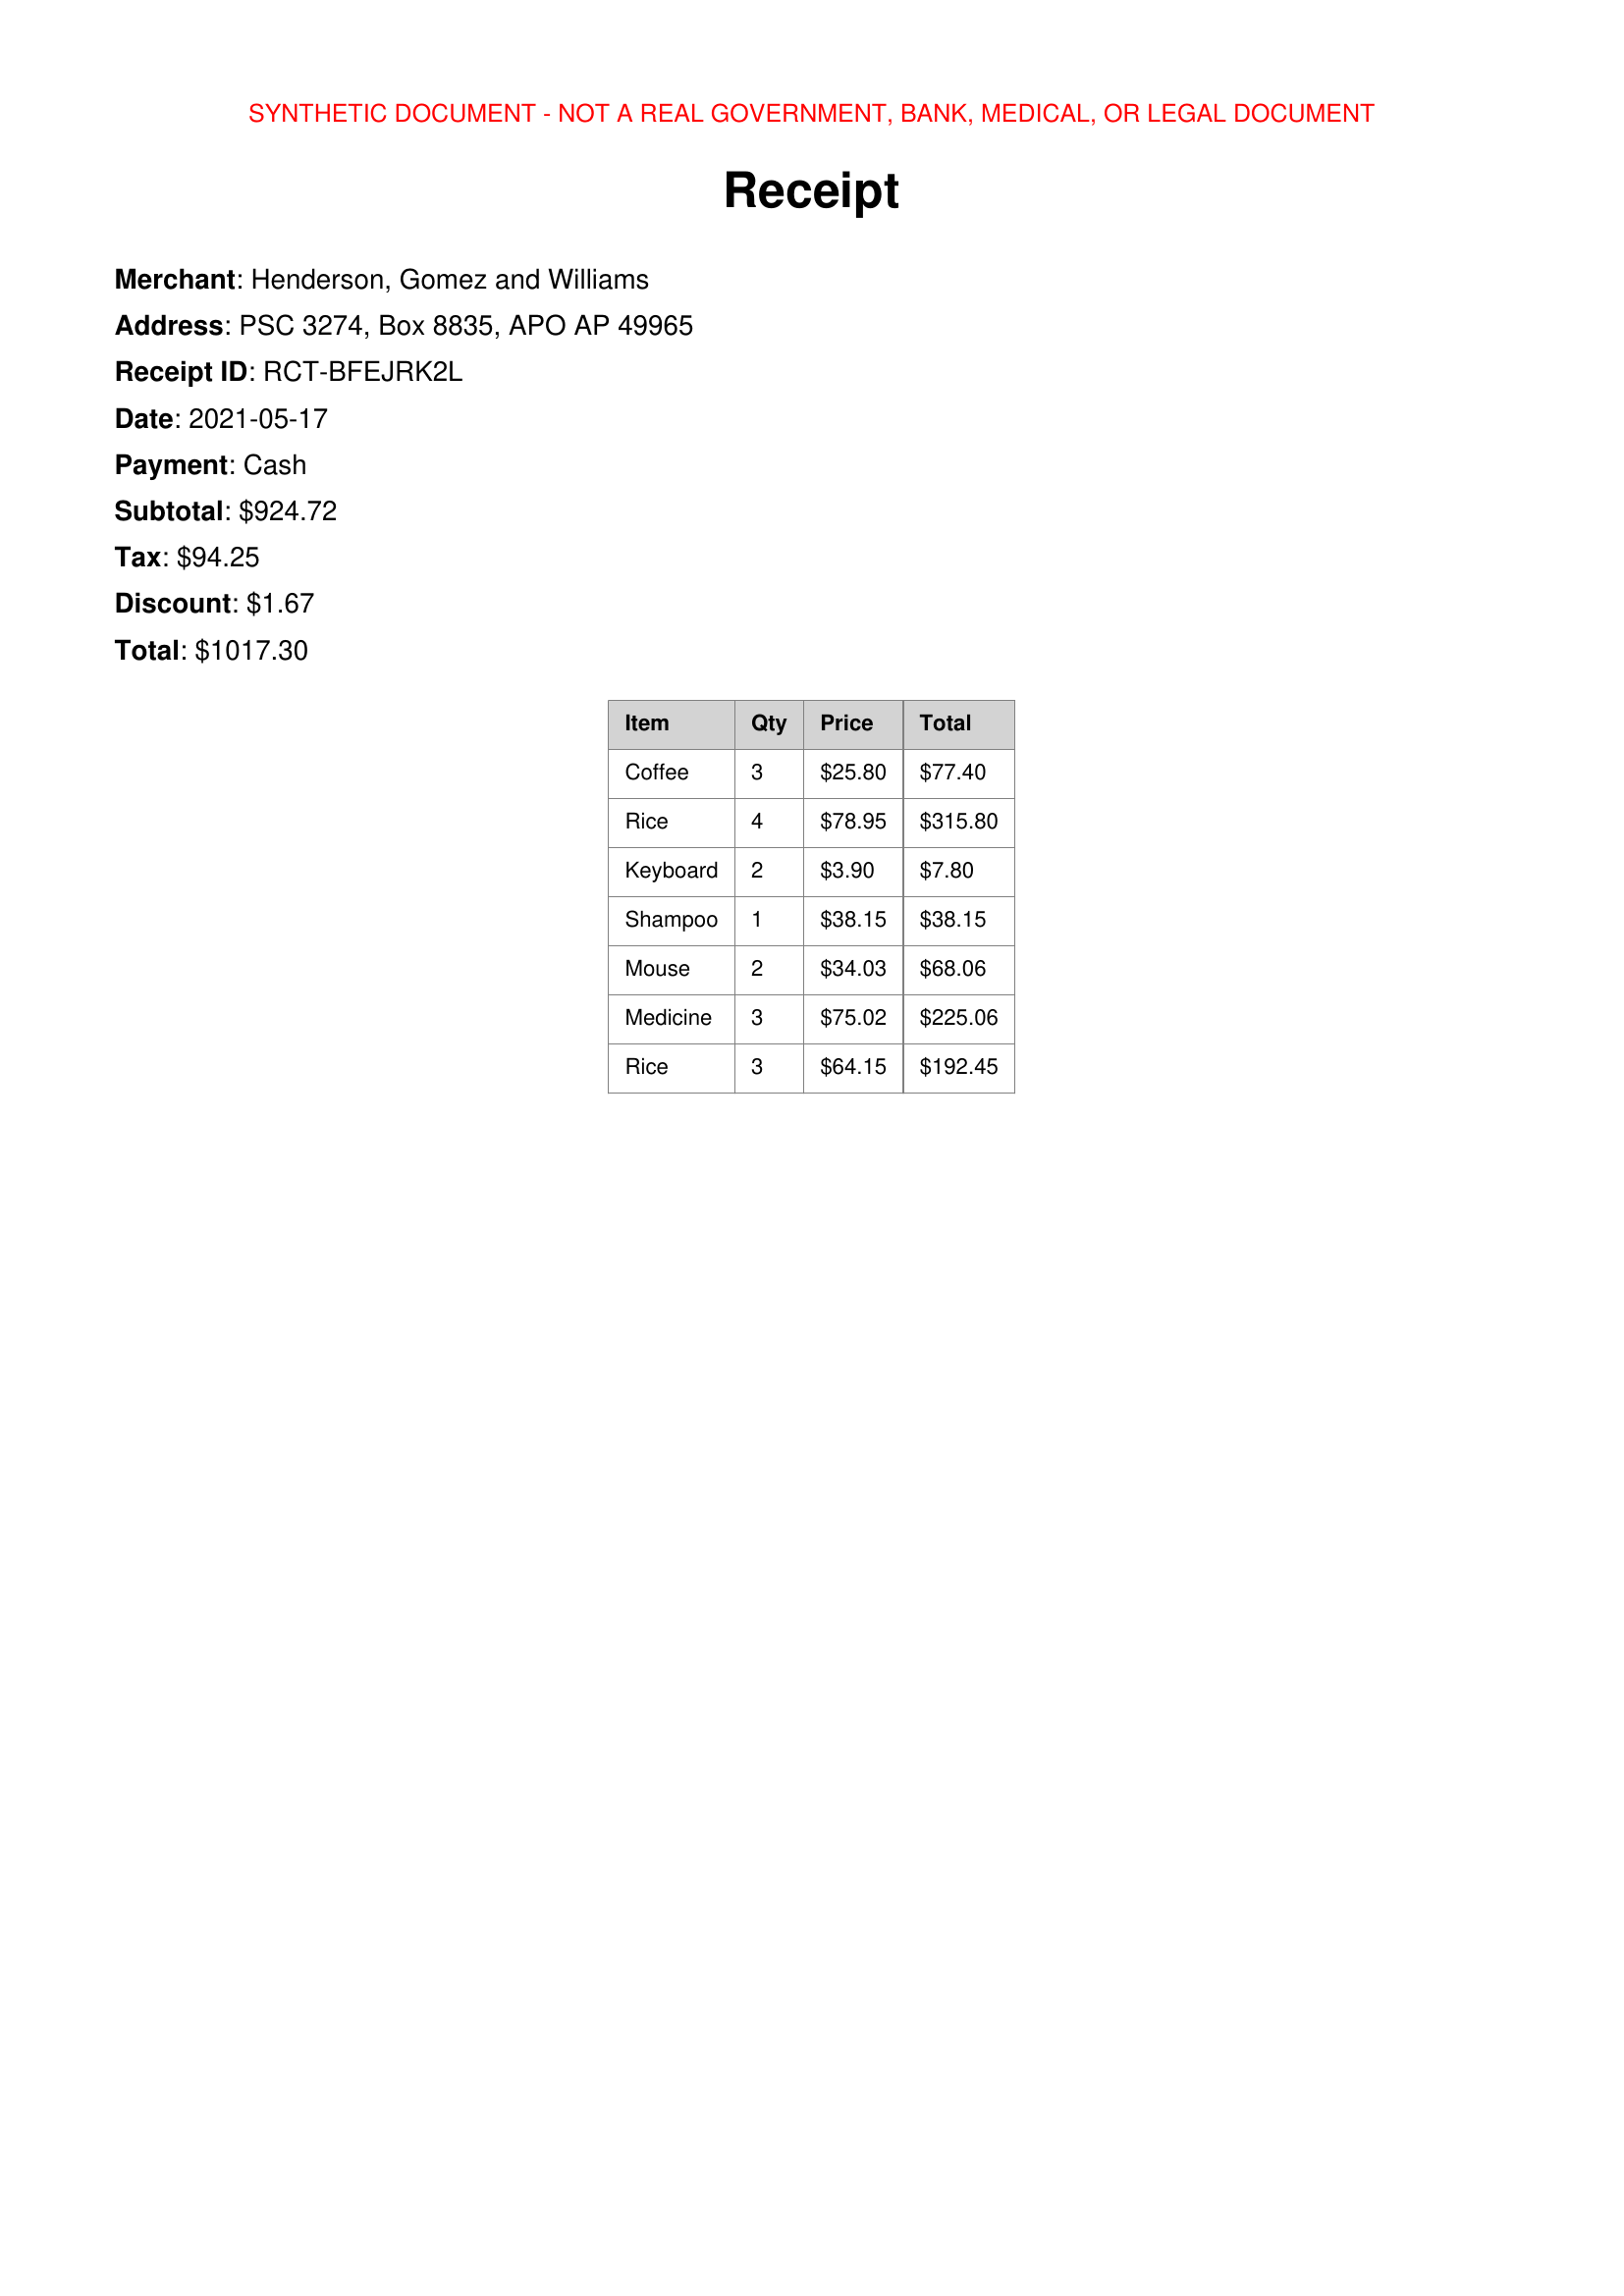 SYNTHETIC DOCUMENT - NOT A REAL GOVERNMENT, BANK, MEDICAL, OR LEGAL DOCUMENT
Receipt
Merchant: Henderson, Gomez and Williams
Address: PSC 3274, Box 8835, APO AP 49965
Receipt ID: RCT-BFEJRK2L
Date: 2021-05-17
Payment: Cash
Subtotal: $924.72
Tax: $94.25
Discount: $1.67
Total: $1017.30
Item Qty Price Total
Coffee 3 $25.80 $77.40
Rice 4 $78.95 $315.80
Keyboard 2 $3.90 $7.80
Shampoo 1 $38.15 $38.15
Mouse 2 $34.03 $68.06
Medicine 3 $75.02 $225.06
Rice 3 $64.15 $192.45